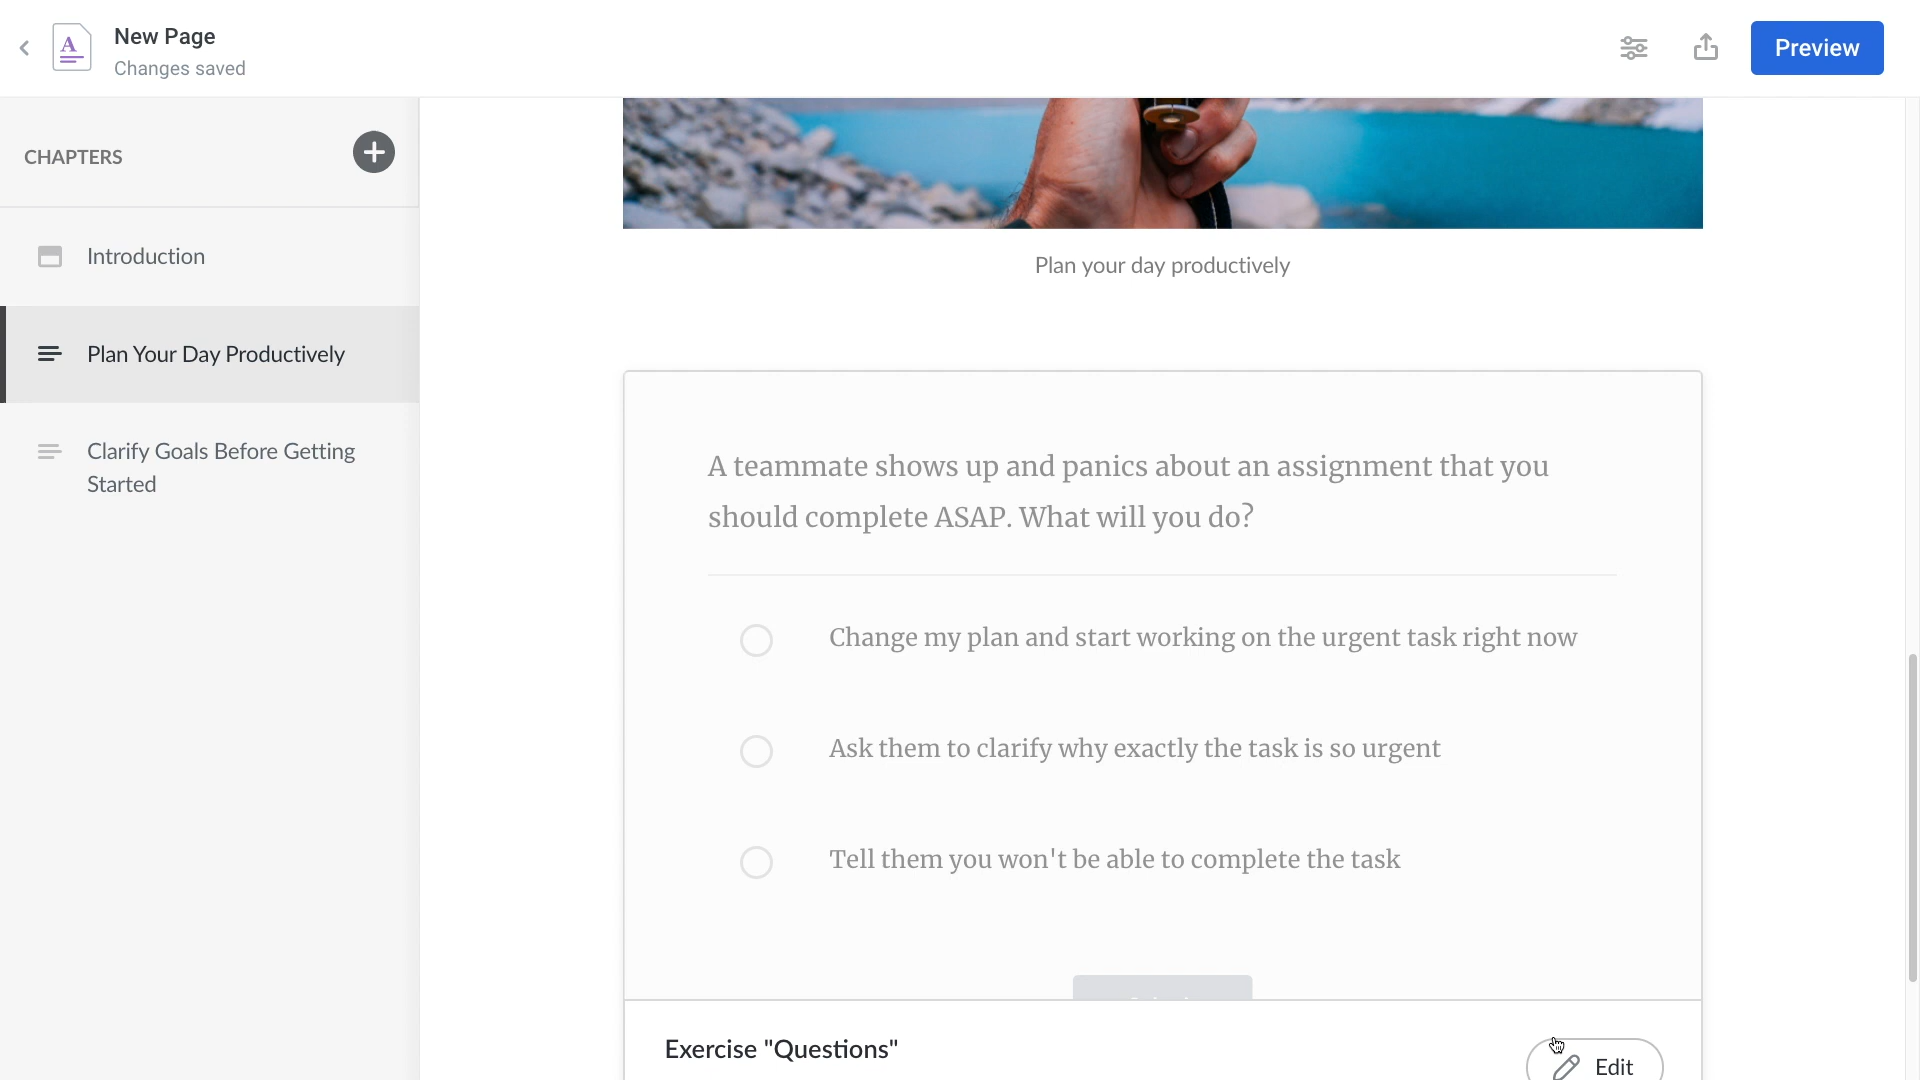 New Page
Changes saved
Preview
CHAPTERS
Introduction
Plan Your Day Productively
Clarify Goals Before Getting
Started
Plan your day productively
A teammate shows up and panics about an assignment that you
should complete ASAP. What will you do?
Change my plan and start working on the urgent task right now
Ask them to clarify why exactly the task is so urgent
Tell them you won't be able to complete the task
Exercise "Questions"
Edit